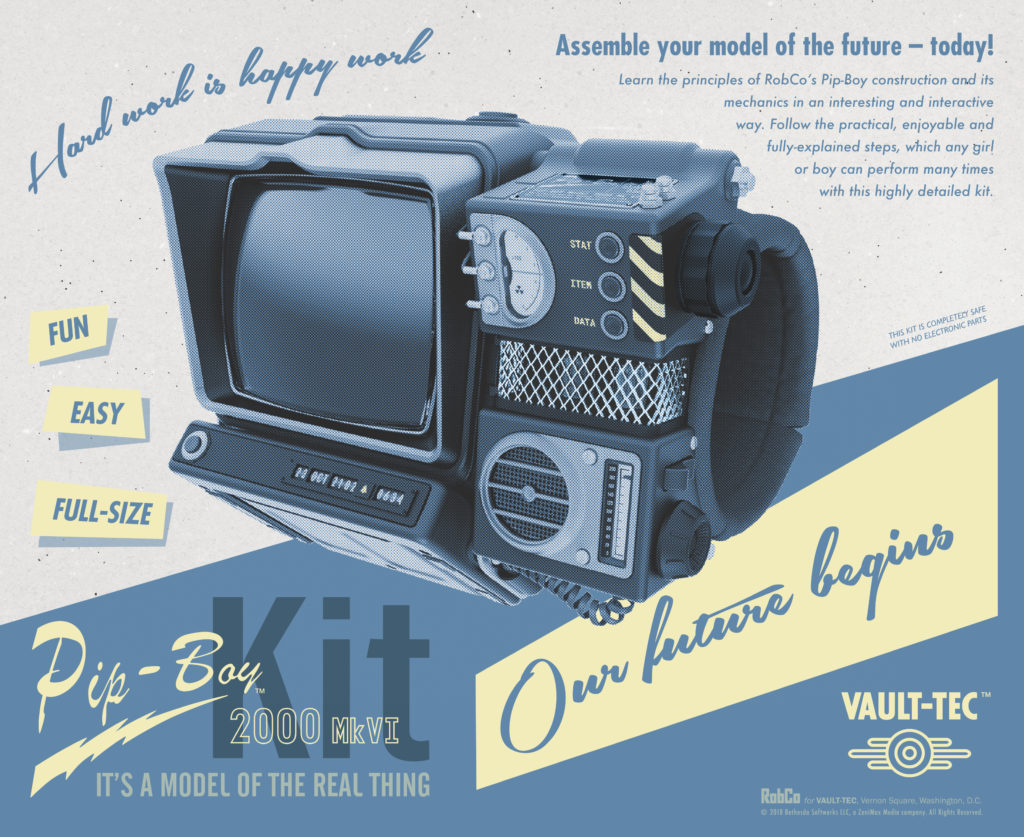 Hard work is happy work
Assemble your model of the future – today!
Learn the principles of RobCo's Pip-Boy construction and its
mechanics in an interesting and interactive
way. Follow the practical, enjoyable and
fully-explained steps, which any girl
or boy can perform many times
with this highly detailed kit.
STAT
ITEM
DATA
FUN
EASY
FULL-SIZE
THIS KIT IS COMPLETELY SAFE
WITH NO ELECTRONIC PARTS
23 OCT 2102 0634
Our future begins
Pip-Boy™
Kit
2000 MkVI
IT'S A MODEL OF THE REAL THING
VAULT-TEC™
RobCo for VAULT-TEC, Vernon Square, Washington, D.C.
© 2018 Bethesda Softworks LLC, a ZeniMax Media company. All Rights Reserved.